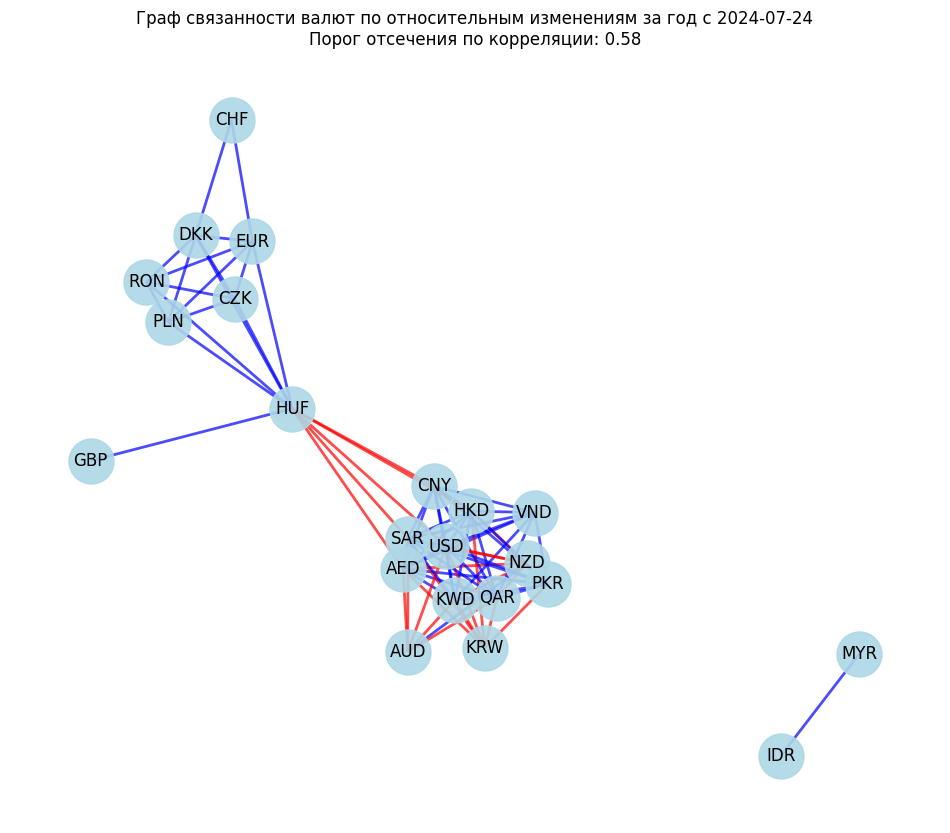 Граф связанности валют по относительным изменениям за год с 2024-07-24
Порог отсечения по корреляции: 0.58
CHF
DKK
EUR
RON
CZK
PLN
HUF
GBP
CNY
HKD
VND
SAR
USD
NZD
AED
PKR
KWD
QAR
AUD
KRW
MYR
IDR